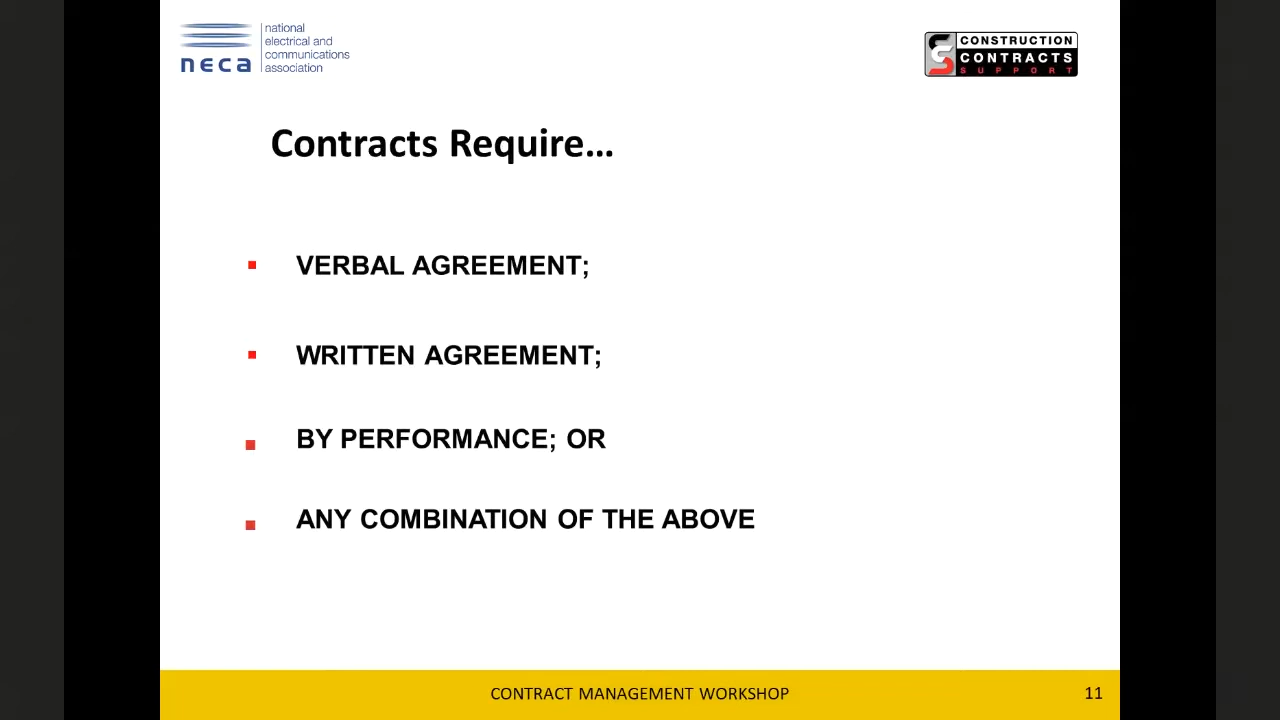 neca
national
electrical and
communications
association
CONSTRUCTION
CONTRACTS
SUPPORT
Contracts Require...
VERBAL AGREEMENT;
WRITTEN AGREEMENT;
BY PERFORMANCE; OR
ANY COMBINATION OF THE ABOVE
CONTRACT MANAGEMENT WORKSHOP
11